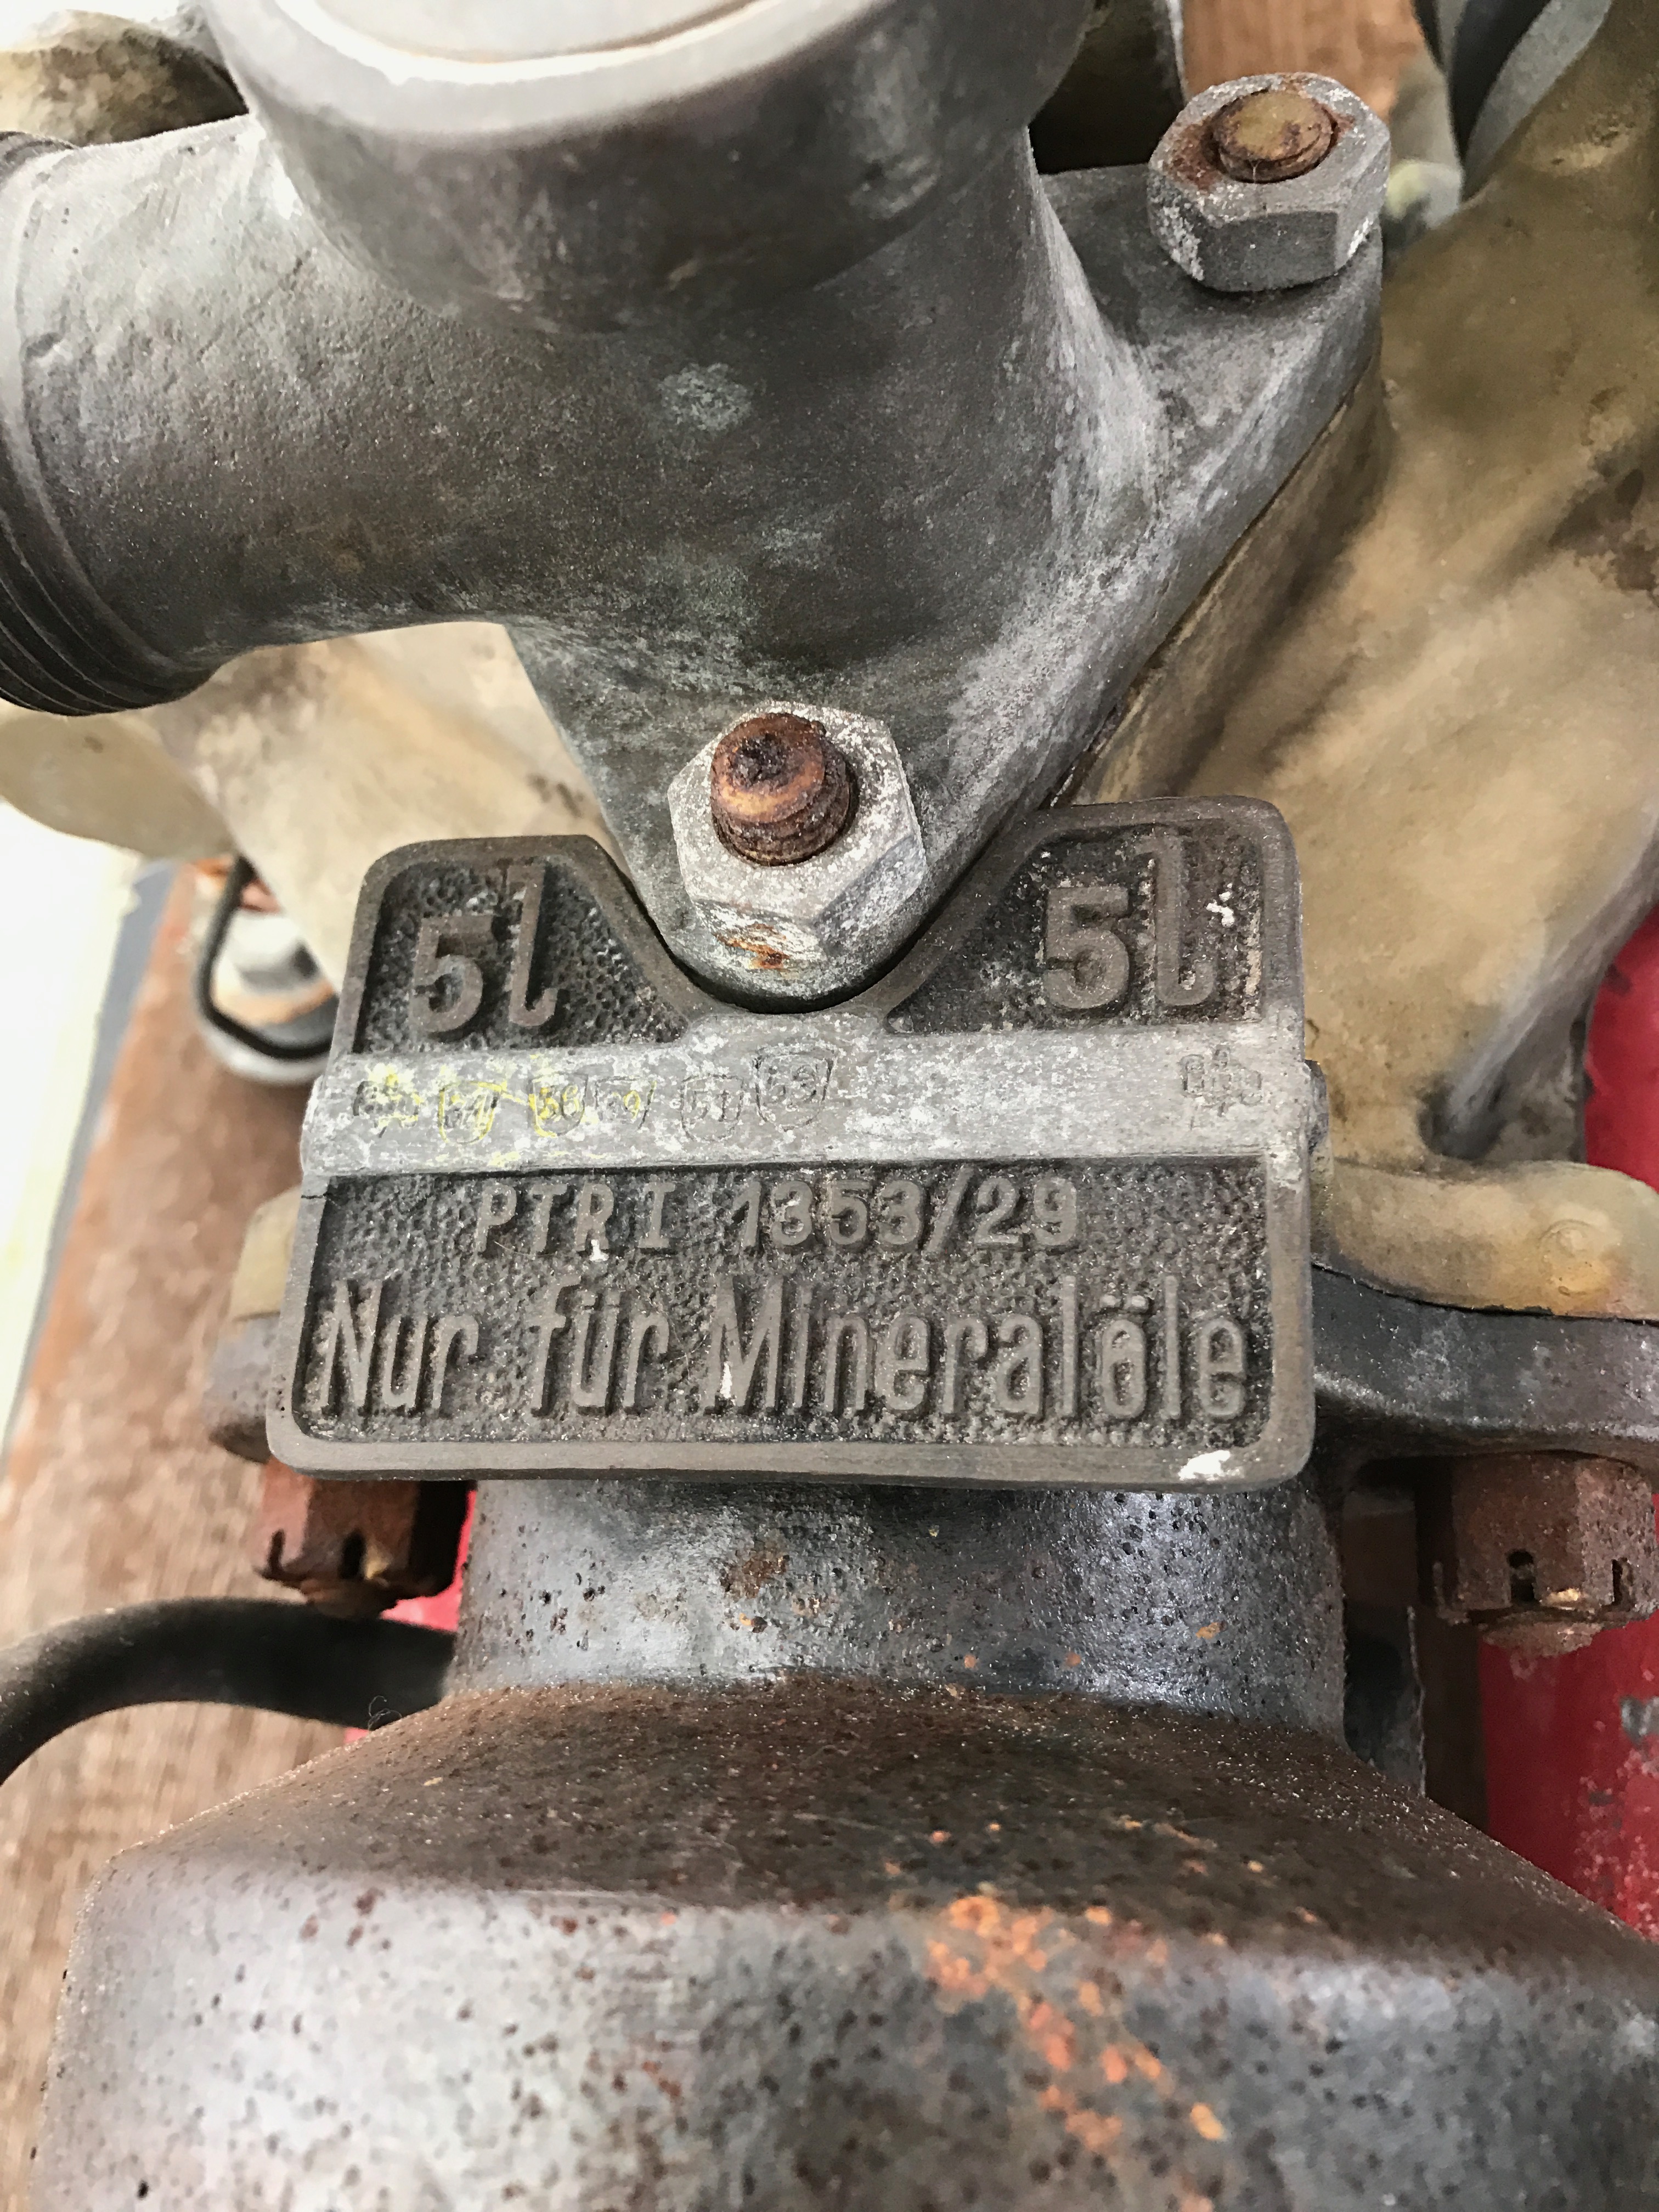 5l 5l
PTR I 1353/29
Nur für Mineralöle